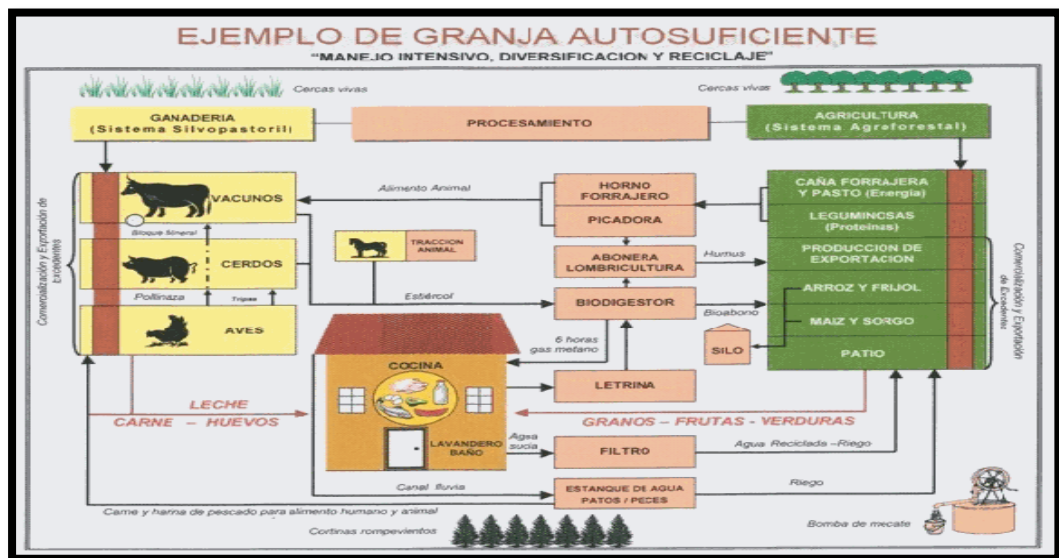 EJEMPLO DE GRANJA AUTOSUFICIENTE
"MANEJO INTENSIVO, DIVERSIFICACION Y RECICLAJE"
Cercas vivas
Cercas vivas
GANADERIA
(Sistema Silvopastoril)
PROCESAMIENTO
AGRICULTURA
(Sistema Agroforestal)
Comercialización y Exportación de
Excedentes
VACUNOS
Bloque Mineral
CERDOS
Pollinaza
Tripas
AVES
Alimento Animal
TRACCION
ANIMAL
Estiércol
HORNO
FORRAJERO
PICADORA
ABONERA
LOMBRICULTURA
Humus
BIODIGESTOR
Bioabono
CAÑA FORRAJERA
Y PASTO (Energía)
LEGUMINCSAS
(Proteinas)
PRODUCCION DE
EXPORTACION
ARROZ Y FRIJOL
MAIZ Y SORGO
PATIO
SILO
Comercialización y Exportación
de Excedentes
6 horas
gas metano
COCINA
LETRINA
LECHE
CARNE – HUEVOS
GRANOS – FRUTAS - VERDURAS
LAVANDERO
BAÑO
Agua
sucia
FILTRO
Agua Reciclada –Riego
Canal lluvia
ESTANQUE DE AGUA
PATOS / PECES
Riego
Carne y harna de pescado para alimento humano y animal
Cortinas rompevientos
Bomba de mecate